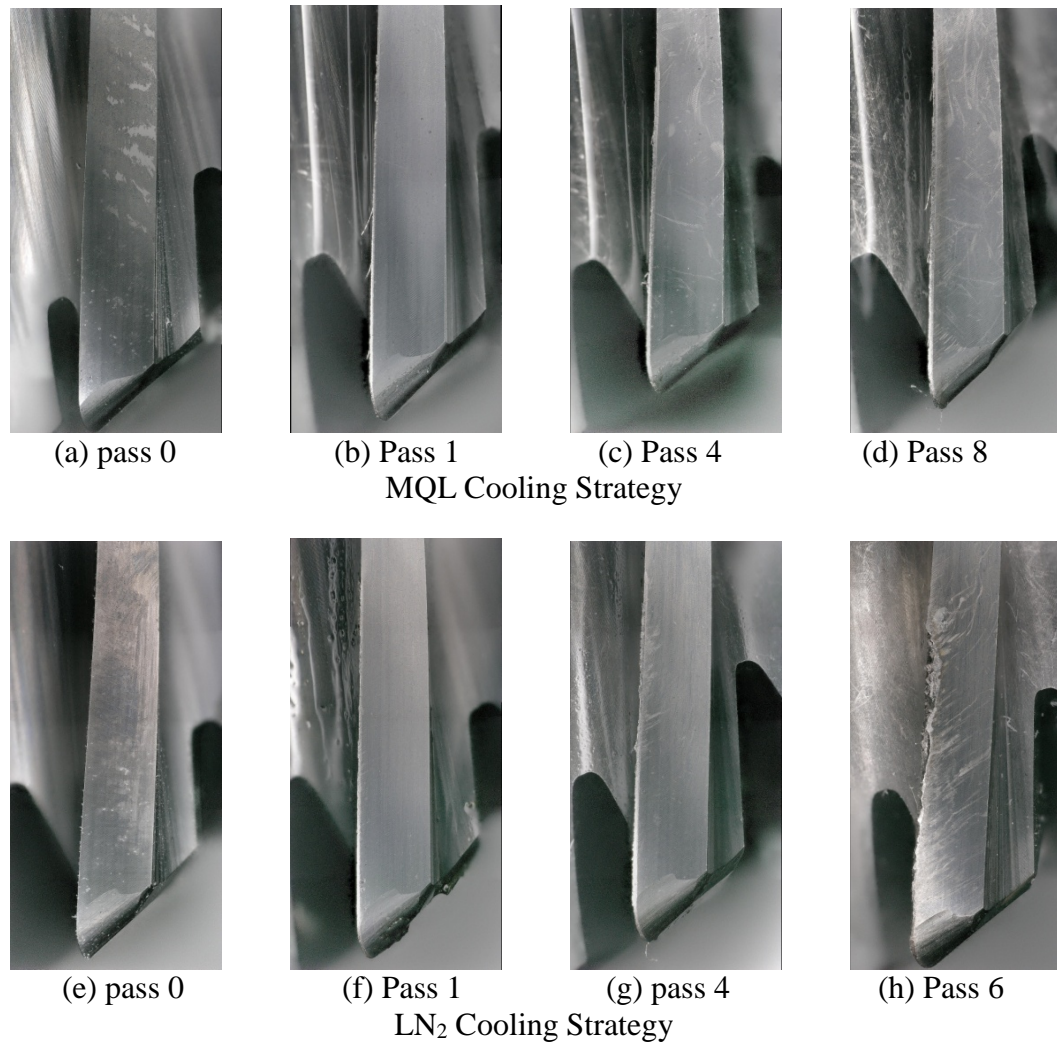 (a) pass 0 (b) Pass 1 (c) Pass 4 (d) Pass 8
MQL Cooling Strategy
(e) pass 0 (f) Pass 1 (g) pass 4 (h) Pass 6
LN₂ Cooling Strategy